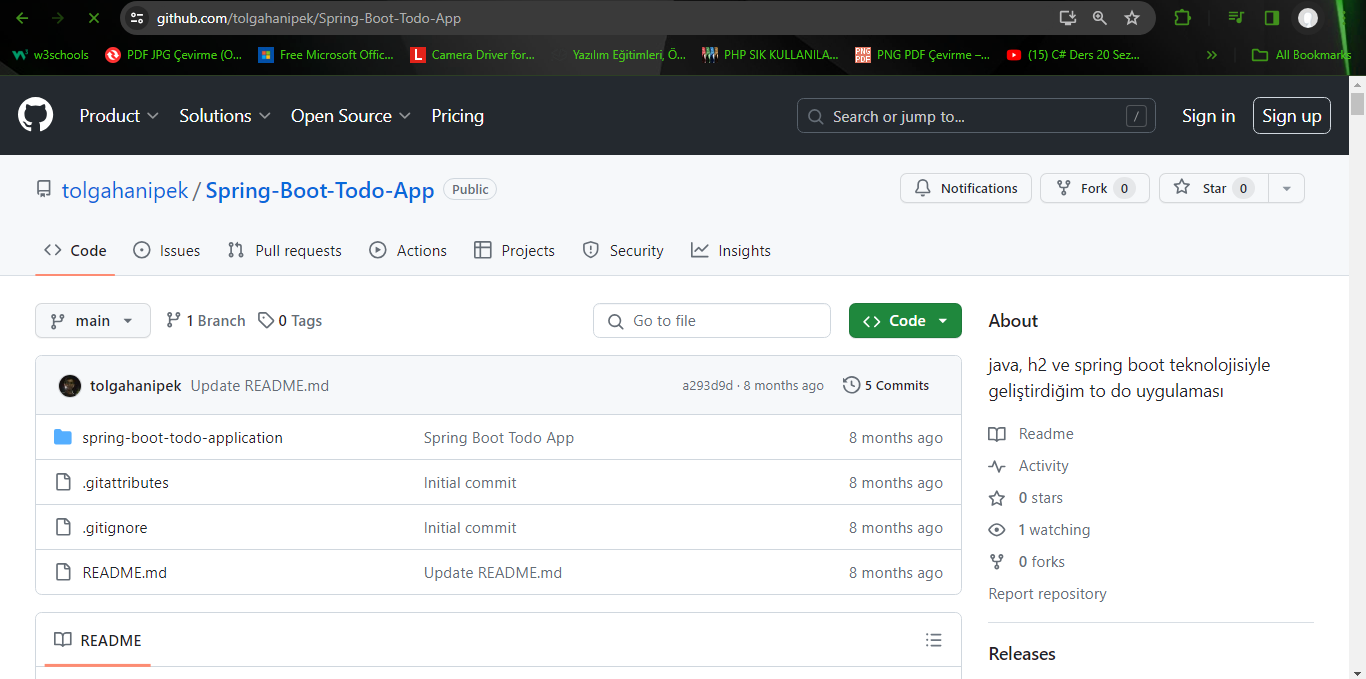 github.com/tolgahanipek/Spring-Boot-Todo-App
w3schools PDF JPG Çevirme (O... Free Microsoft Offic... Camera Driver for... Yazılım Eğitimleri, Ö... PHP SIK KULLANILA... PNG PDF Çevirme –... (15) C# Ders 20 Sez... » All Bookmarks
Product Solutions Open Source Pricing Search or jump to... / Sign in Sign up
tolgahanipek / Spring-Boot-Todo-App Public Notifications Fork 0 Star 0
Code Issues Pull requests Actions Projects Security Insights
main 1 Branch 0 Tags Go to file Code
tolgahanipek Update README.md a293d9d · 8 months ago 5 Commits
spring-boot-todo-application Spring Boot Todo App 8 months ago
.gitattributes Initial commit 8 months ago
.gitignore Initial commit 8 months ago
README.md Update README.md 8 months ago
README
About
java, h2 ve spring boot teknolojisiyle
geliştirdiğim to do uygulaması
Readme
Activity
0 stars
1 watching
0 forks
Report repository
Releases